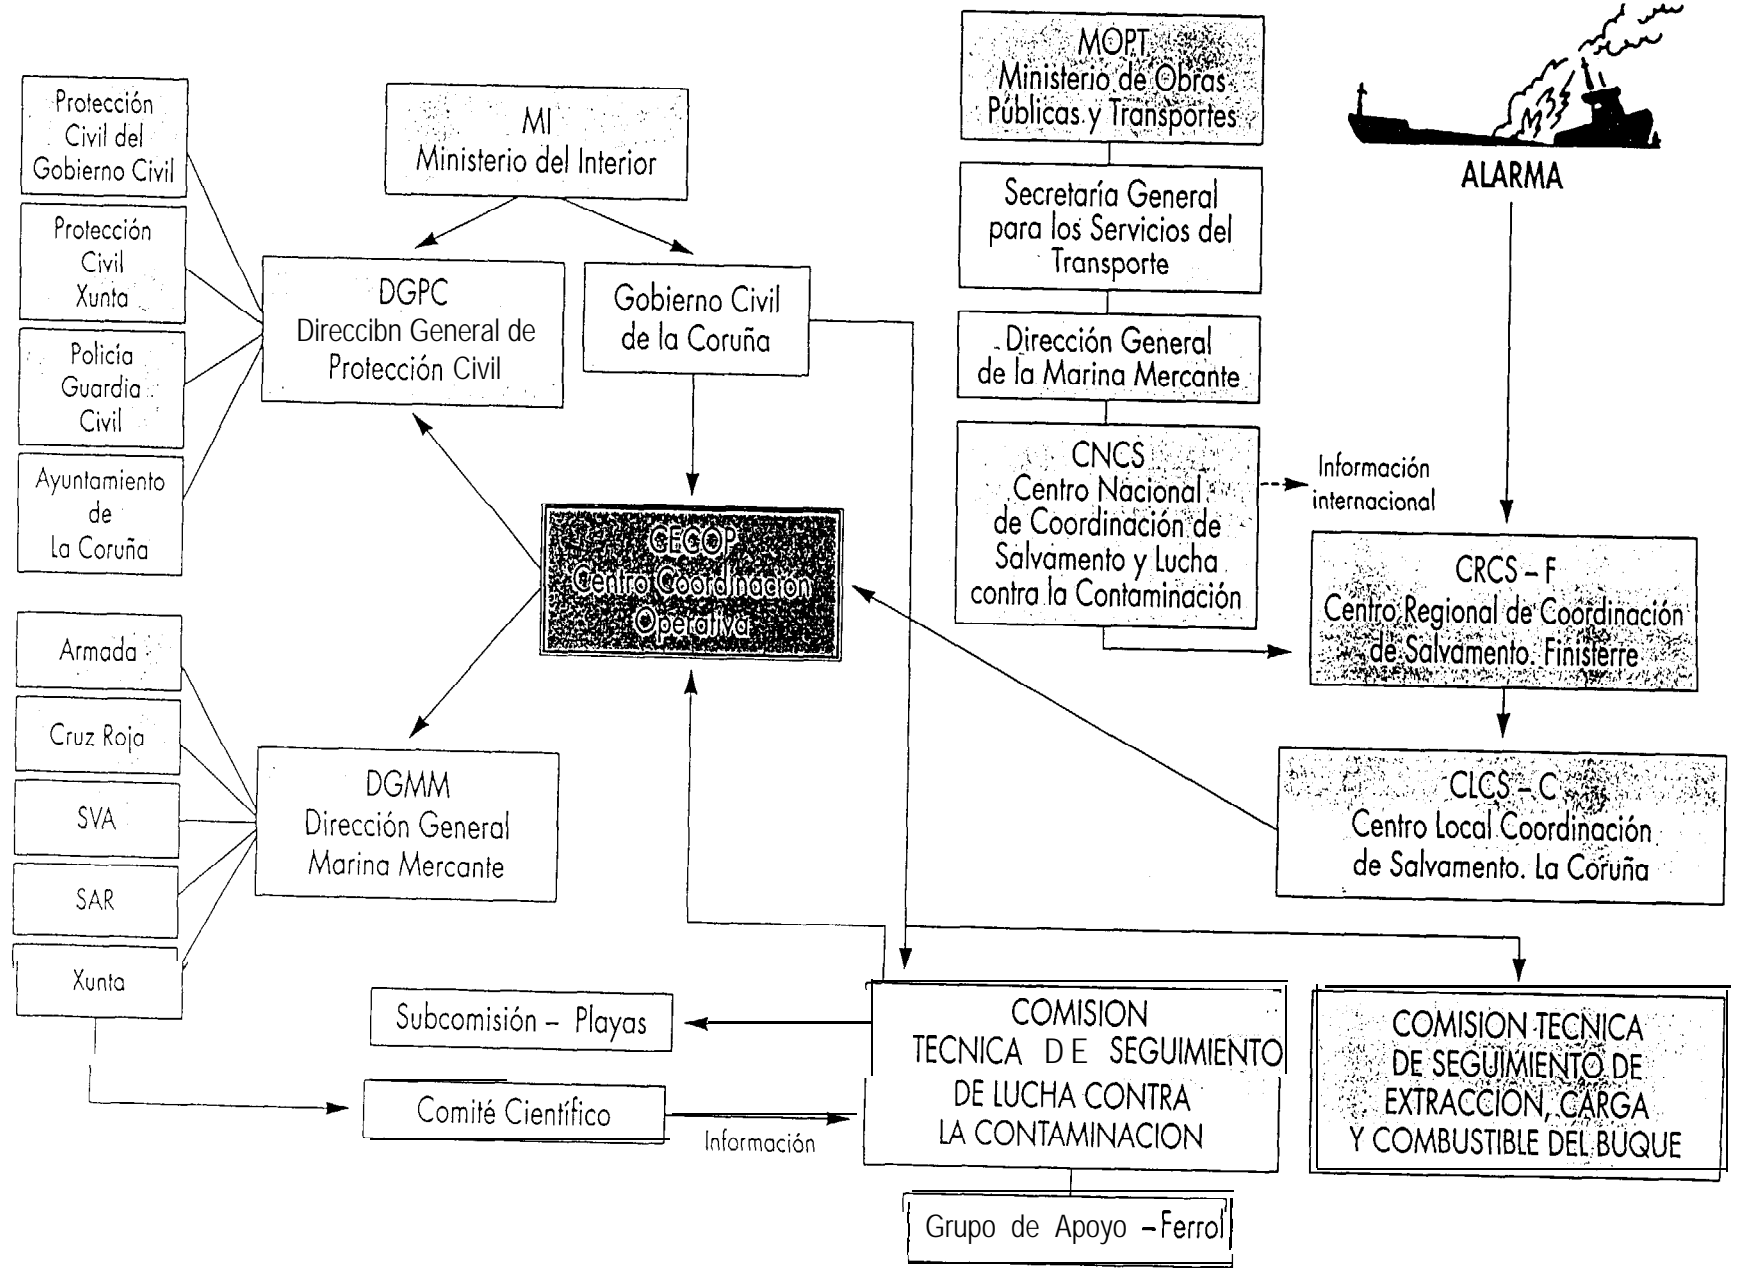 MOPT
Ministerio de Obras
Públicas y Transportes
Secretaría General
para los Servicios del
Transporte
Dirección General
de la Marina Mercante
CNCS
Centro Nacional
de Coordinación de
Salvamento y Lucha
contra la Contaminación
Información
internacional
ALARMA
CRCS – F
Centro Regional de Coordinación
de Salvamento. Finisterre
CLCS – C
Centro Local Coordinación
de Salvamento. La Coruña
MI
Ministerio del Interior
DGPC
Direccibn General de
Protección Civil
Gobierno Civil
de la Coruña
Protección
Civil del
Gobierno Civil
Protección
Civil
Xunta
Policía
Guardia
Civil
Ayuntamiento
de
La Coruña
CECOP
Centro Coordinación
Operativa
Armada
Cruz Roja
SVA
SAR
Xunta
DGMM
Dirección General
Marina Mercante
Subcomisión – Playas
Comité Científico
Información
COMISION
TECNICA DE SEGUIMIENTO
DE LUCHA CONTRA
LA CONTAMINACION
Grupo de Apoyo – Ferrol
COMISION TECNICA
DE SEGUIMIENTO DE
EXTRACCION, CARGA
Y COMBUSTIBLE DEL BUQUE